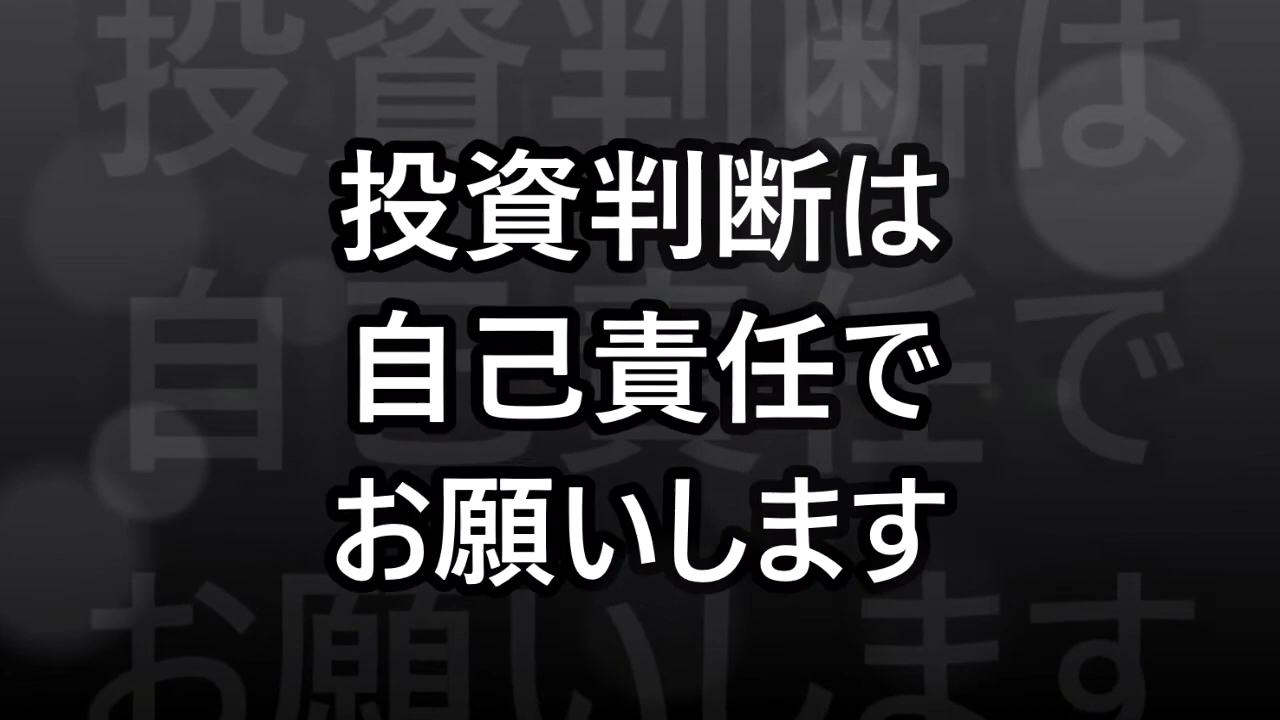 投資判断は
自己責任で
お願いします